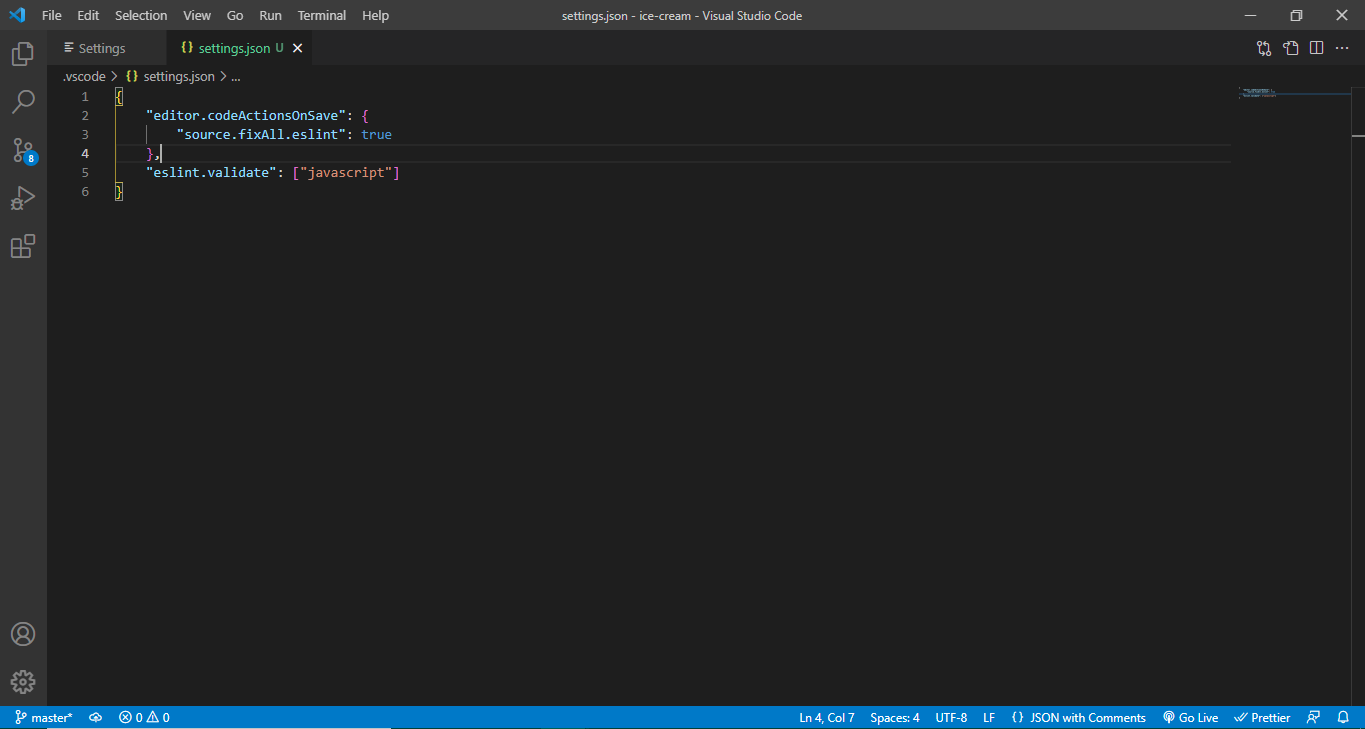 File Edit Selection View Go Run Terminal Help settings.json - ice-cream - Visual Studio Code
Settings {} settings.json U
.vscode > {} settings.json > ...
1 {
2 "editor.codeActionsOnSave": {
3 "source.fixAll.eslint": true
4 },
5 "eslint.validate": ["javascript"]
6 }
8
master* 0 0 Ln 4, Col 7 Spaces: 4 UTF-8 LF {} JSON with Comments Go Live Prettier